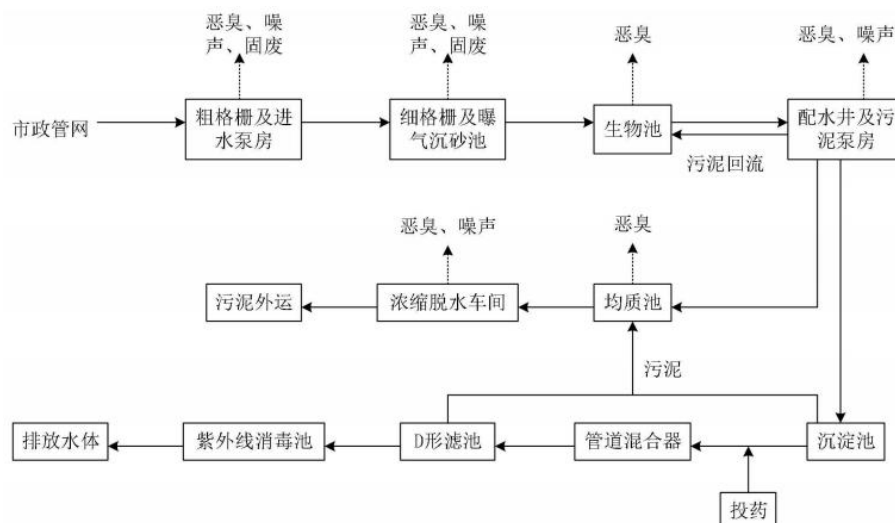 恶臭、噪
声、固废
恶臭、噪
声、固废
恶臭
恶臭、噪声
市政管网
粗格栅及进
水泵房
细格栅及曝
气沉砂池
生物池
配水井及污
泥泵房
污泥回流
恶臭、噪声
恶臭
污泥外运
浓缩脱水车间
均质池
污泥
排放水体
紫外线消毒池
D形滤池
管道混合器
沉淀池
投药